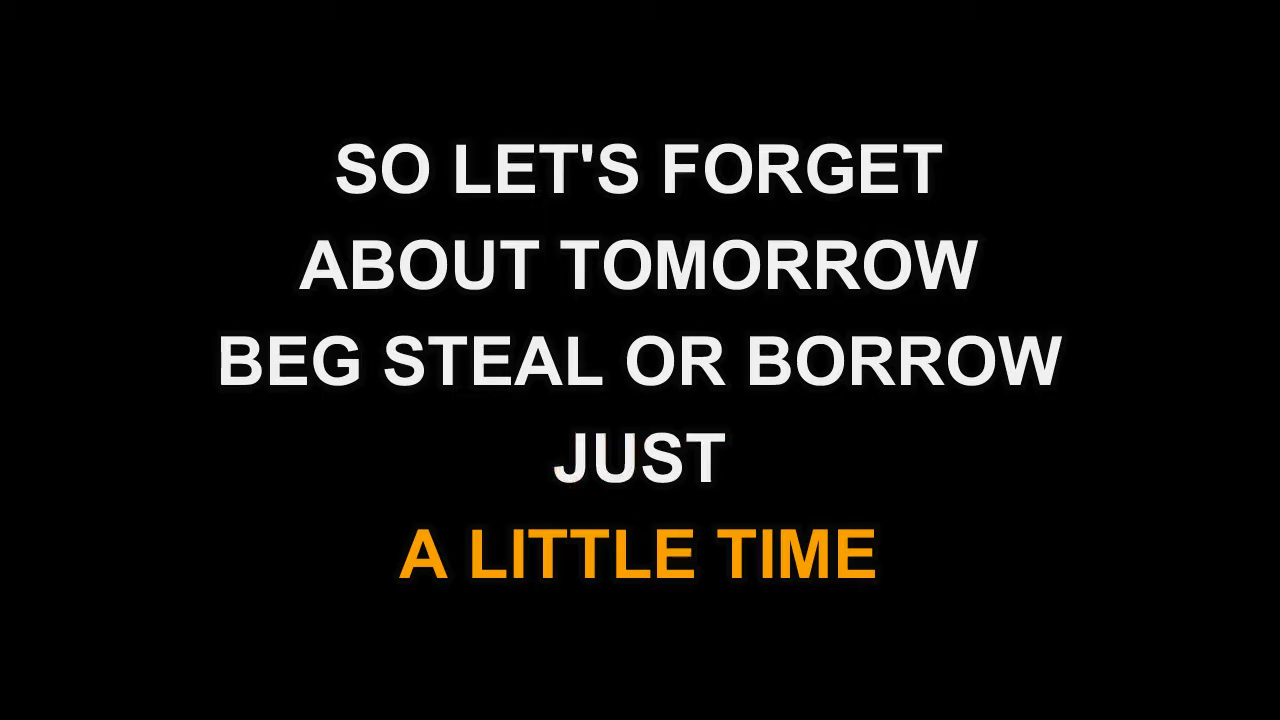 SO LET'S FORGET
ABOUT TOMORROW
BEG STEAL OR BORROW
JUST
A LITTLE TIME